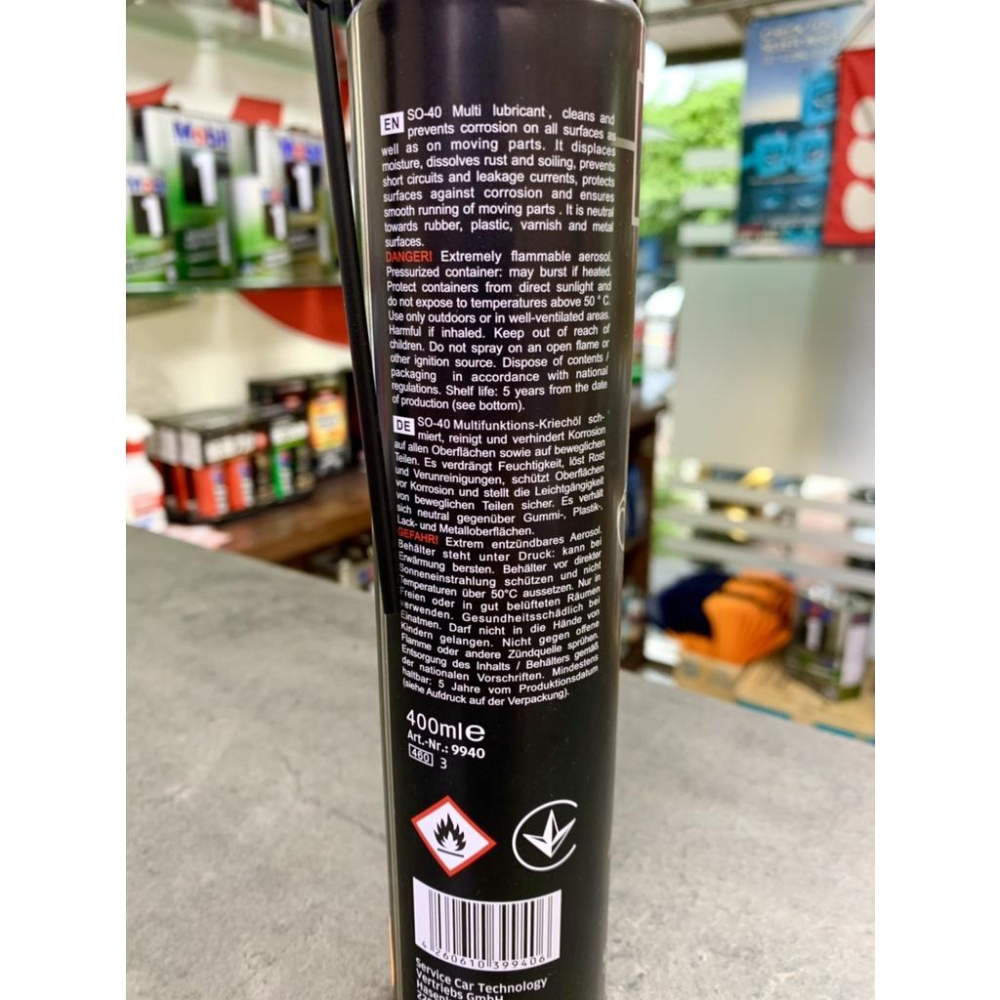 EN SO-40 Multi lubricant, cleans and
prevents corrosion on all surfaces as
well as on moving parts. It displaces
moisture, dissolves rust and soiling, prevents
short circuits and leakage currents, protects
surfaces against corrosion and ensures
smooth running of moving parts . It is neutral
towards rubber, plastic, varnish and metal
surfaces.
DANGER! Extremely flammable aerosol.
Pressurized container: may burst if heated.
Protect containers from direct sunlight and
do not expose to temperatures above 50 ° C.
Use only outdoors or in well-ventilated areas.
Harmful if inhaled. Keep out of reach of
children. Do not spray on an open flame or
other ignition source. Dispose of contents /
packaging in accordance with national
regulations. Shelf life: 5 years from the date
of production (see bottom).
DE SO-40 Multifunktions-Kriechöl sch-
miert, reinigt und verhindert Korrosion
auf allen Oberflächen sowie auf beweglichen
Teilen. Es verdrängt Feuchtigkeit, löst Rost
und Verunreinigungen, schützt Oberflächen
vor Korrosion und stellt die Leichtgängigkeit
von beweglichen Teilen sicher. Es verhält
sich neutral gegenüber Gummi-, Plastik-,
Lack- und Metalloberflächen.
GEFAHR! Extrem entzündbares Aerosol.
Behälter steht unter Druck: kann bei
Erwärmung bersten. Behälter vor direkter
Sonneneinstrahlung schützen und nicht
Temperaturen über 50°C aussetzen. Nur in
Freien oder in gut belüfteten Räumen
verwenden. Gesundheitsschädlich bei
Einatmen. Darf nicht in die Hände von
Kindern gelangen. Nicht gegen offene
Flamme oder andere Zündquelle sprühen.
Entsorgung des Inhalts / Behälters gemäß
der nationalen Vorschriften. Mindestens
haltbar: 5 Jahre vom Produktionsdatum
(siehe Aufdruck auf der Verpackung).
400ml e
Art.-Nr.: 9940
460 3
4 260610 399406
Service Car Technology
Vertriebs GmbH
Mobil 1
1
1